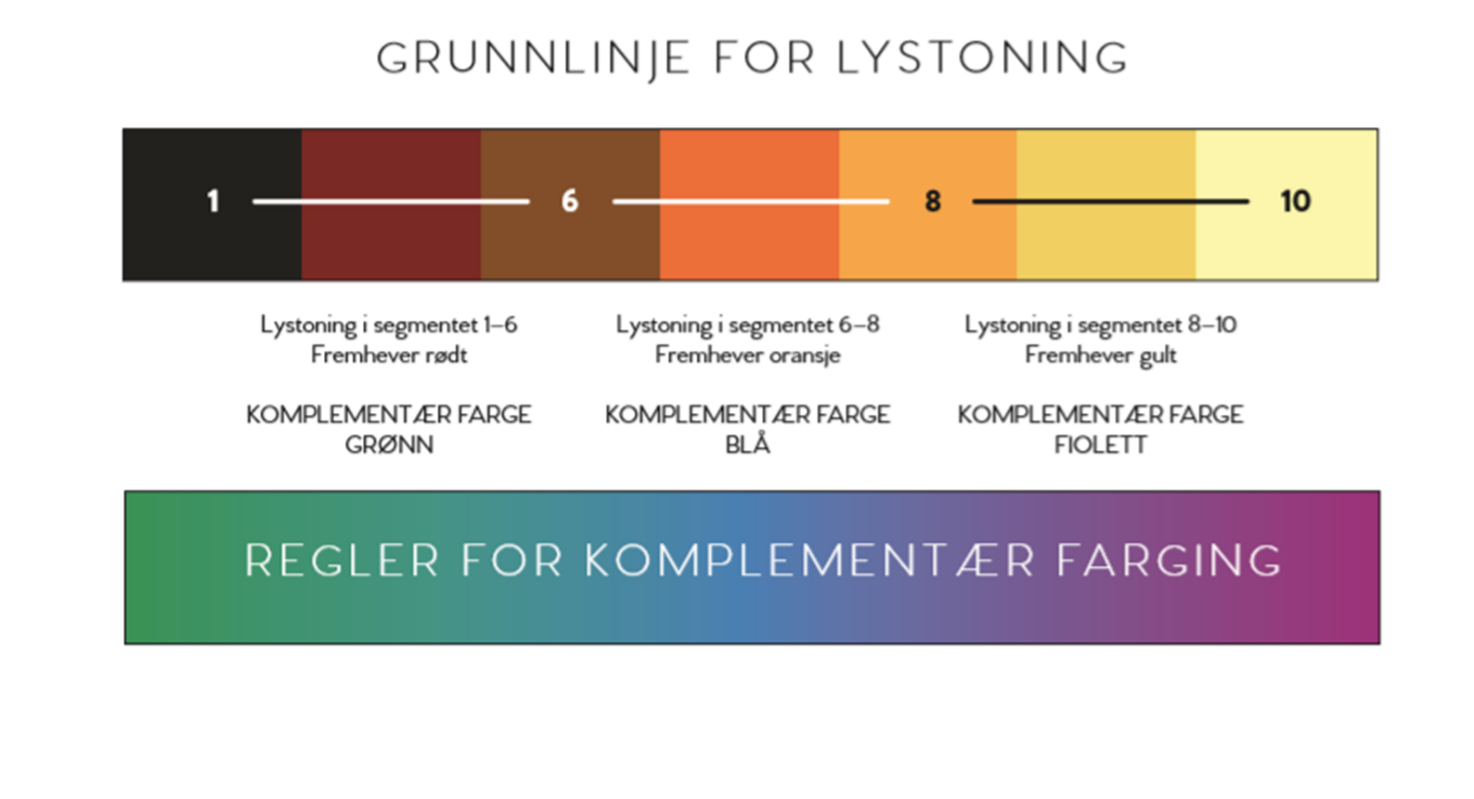 GRUNNLINJE FOR LYSTONING
1 6 8 10
Lystoning i segmentet 1–6
Fremhever rødt
KOMPLEMENTÆR FARGE
GRØNN
Lystoning i segmentet 6–8
Fremhever oransje
KOMPLEMENTÆR FARGE
BLÅ
Lystoning i segmentet 8–10
Fremhever gult
KOMPLEMENTÆR FARGE
FIOLETT
REGLER FOR KOMPLEMENTÆR FARGING